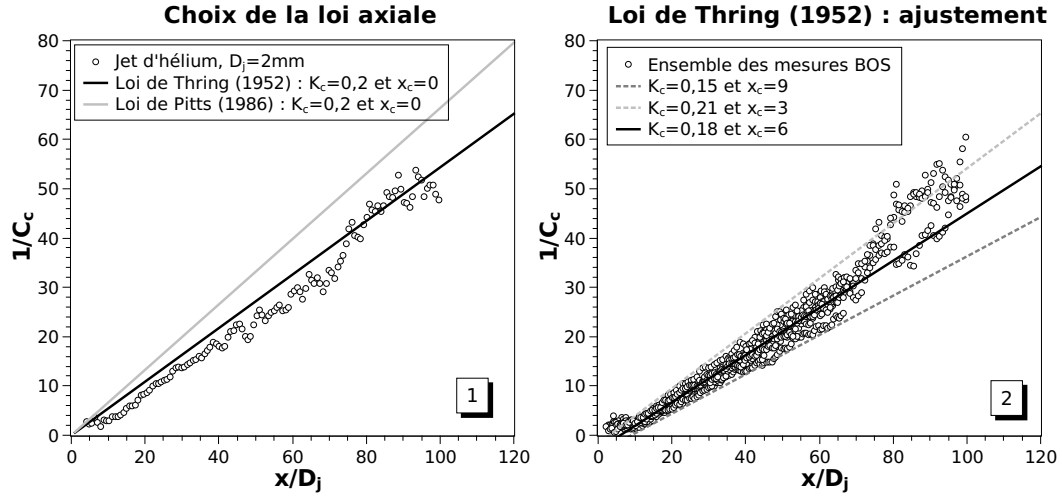 Choix de la loi axiale
Jet d'hélium, Dj=2mm
Loi de Thring (1952) : Kc=0,2 et xc=0
Loi de Pitts (1986) : Kc=0,2 et xc=0
1/Cc
80
70
60
50
40
30
20
10
0
0 20 40 60 80 100 120
x/Dj
1
Loi de Thring (1952) : ajustement
Ensemble des mesures BOS
Kc=0,15 et xc=9
Kc=0,21 et xc=3
Kc=0,18 et xc=6
1/Cc
80
70
60
50
40
30
20
10
0
0 20 40 60 80 100 120
x/Dj
2